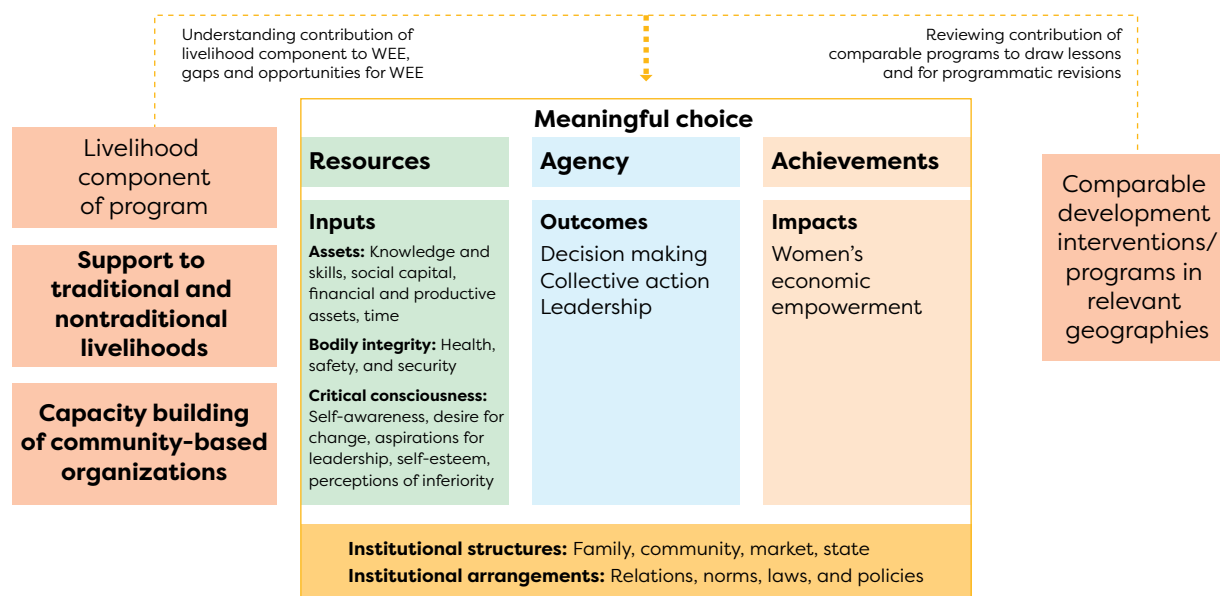 Understanding contribution of
livelihood component to WEE,
gaps and opportunities for WEE
Reviewing contribution of
comparable programs to draw lessons
and for programmatic revisions
Livelihood
component
of program
Support to
traditional and
nontraditional
livelihoods
Capacity building
of community-based
organizations
Meaningful choice
Resources
Inputs
Assets: Knowledge and
skills, social capital,
financial and productive
assets, time
Bodily integrity: Health,
safety, and security
Critical consciousness:
Self-awareness, desire for
change, aspirations for
leadership, self-esteem,
perceptions of inferiority
Agency
Outcomes
Decision making
Collective action
Leadership
Achievements
Impacts
Women’s
economic
empowerment
Institutional structures: Family, community, market, state
Institutional arrangements: Relations, norms, laws, and policies
Comparable
development
interventions/
programs in
relevant
geographies